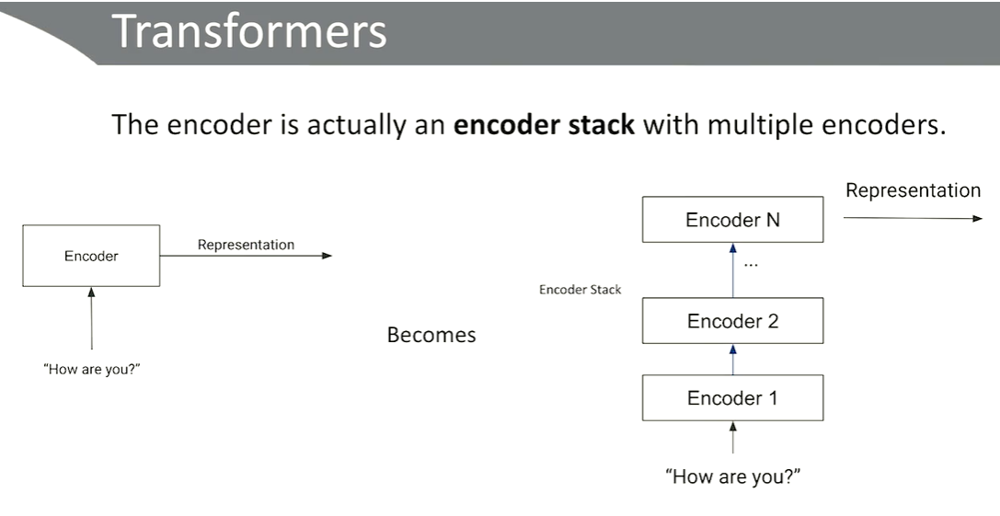 Transformers
The encoder is actually an encoder stack with multiple encoders.
Encoder
Representation
“How are you?”
Becomes
Encoder Stack
Representation
Encoder N
...
Encoder 2
Encoder 1
“How are you?”